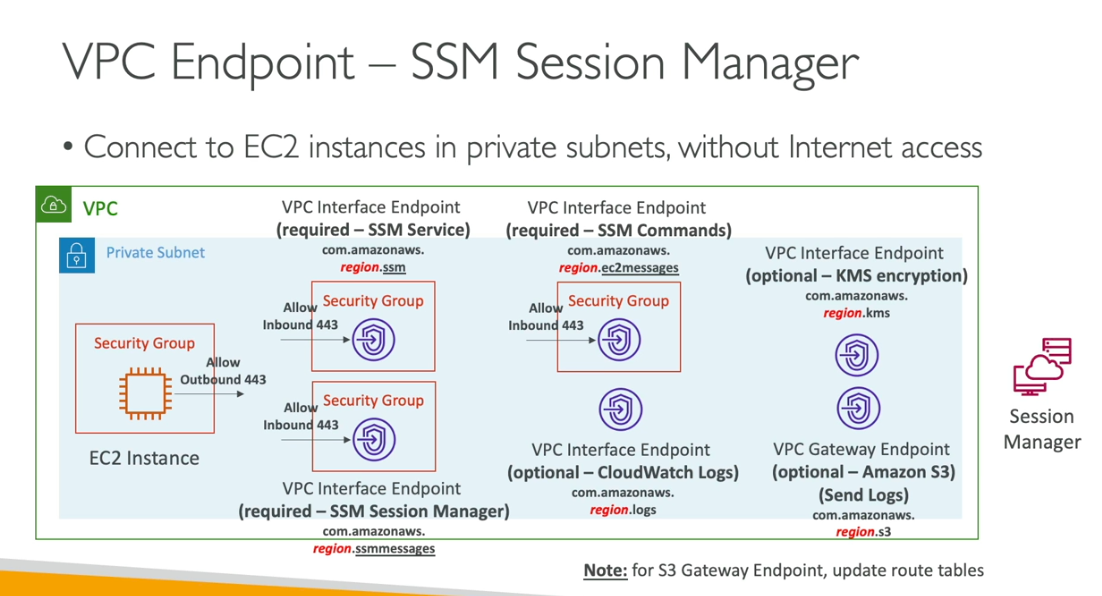 VPC Endpoint – SSM Session Manager
• Connect to EC2 instances in private subnets, without Internet access
VPC
Private Subnet
Security Group
EC2 Instance
Allow
Outbound 443
VPC Interface Endpoint
(required – SSM Service)
com.amazonaws.
region.ssm
Security Group
Allow
Inbound 443
Security Group
Allow
Inbound 443
VPC Interface Endpoint
(required – SSM Session Manager)
com.amazonaws.
region.ssmmessages
VPC Interface Endpoint
(required – SSM Commands)
com.amazonaws.
region.ec2messages
Security Group
Allow
Inbound 443
VPC Interface Endpoint
(optional – CloudWatch Logs)
com.amazonaws.
region.logs
VPC Interface Endpoint
(optional – KMS encryption)
com.amazonaws.
region.kms
VPC Gateway Endpoint
(optional – Amazon S3)
(Send Logs)
com.amazonaws.
region.s3
Session
Manager
Note: for S3 Gateway Endpoint, update route tables